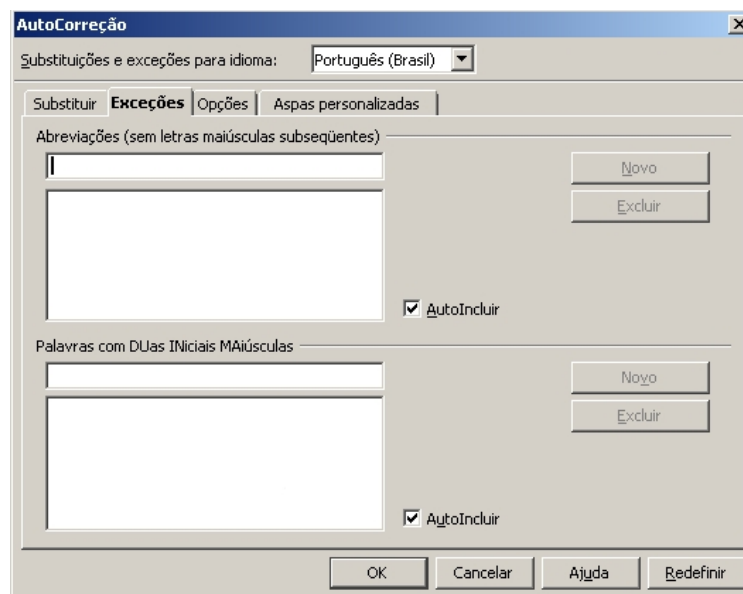 AutoCorreção
Substituições e exceções para idioma: Português (Brasil)
Substituir Exceções Opções Aspas personalizadas
Abreviações (sem letras maiúsculas subseqüentes)
Novo
Excluir
AutoIncluir
Palavras com DUas INiciais MAiúsculas
Novo
Excluir
AutoIncluir
OK Cancelar Ajuda Redefinir